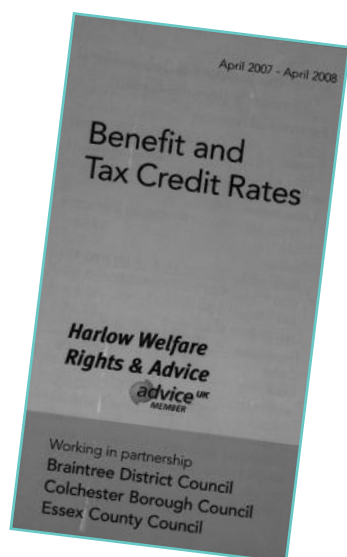 April 2007 - April 2008
Benefit and
Tax Credit Rates
Harlow Welfare
Rights & Advice
advice UK
MEMBER
Working in partnership
Braintree District Council
Colchester Borough Council
Essex County Council